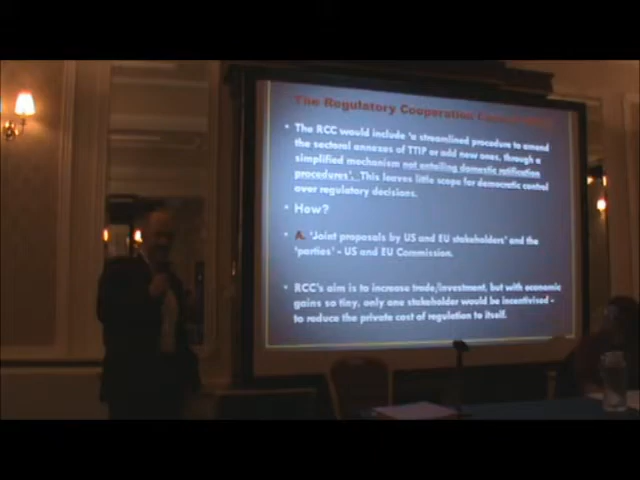 The Regulatory Cooperation
• The RCC would include 'a streamlined procedure to amend
the sectoral annexes of TTIP or add new ones, through a
simplified mechanism not entailing domestic ratification
procedures'. This leaves little scope for democratic control
over regulatory decisions.
• How?
• A. 'Joint proposals by US and EU stakeholders' and the
'parties' - US and EU Commission.
• RCC's aim is to increase trade/investment, but with economic
gains so tiny, only one stakeholder would be incentivised -
to reduce the private cost of regulation to itself.